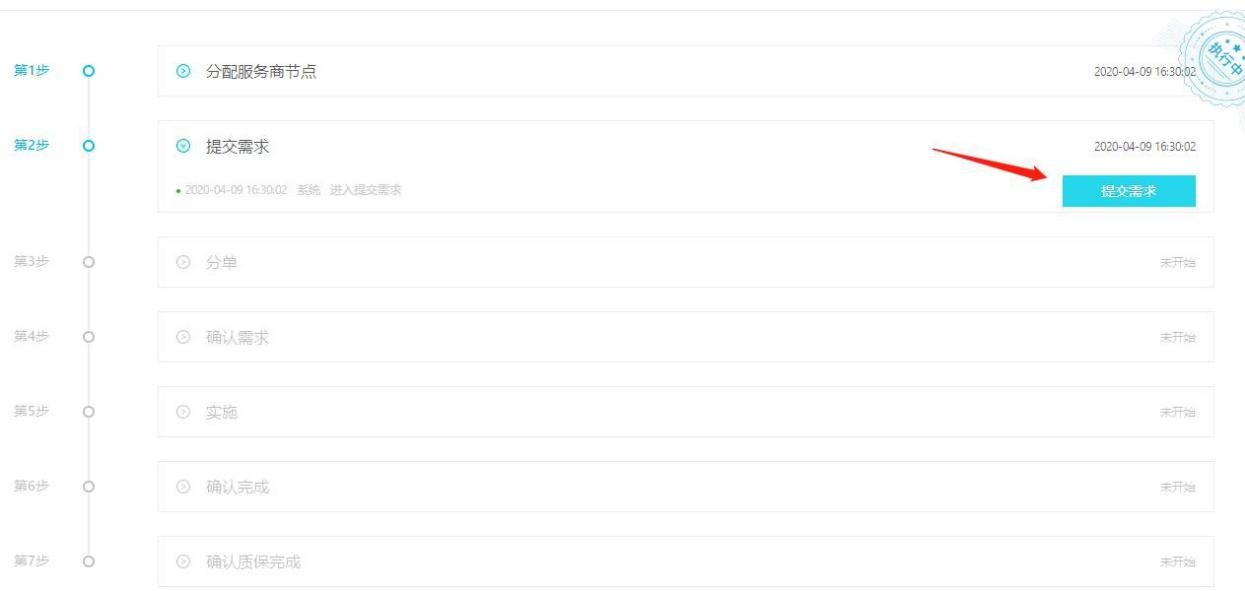 执行中
第1步 分配服务商节点 2020-04-09 16:30:02
第2步 提交需求 2020-04-09 16:30:02
2020-04-09 16:30:02 系统 进入提交需求 提交需求
第3步 分单 未开始
第4步 确认需求 未开始
第5步 实施 未开始
第6步 确认完成 未开始
第7步 确认质保完成 未开始